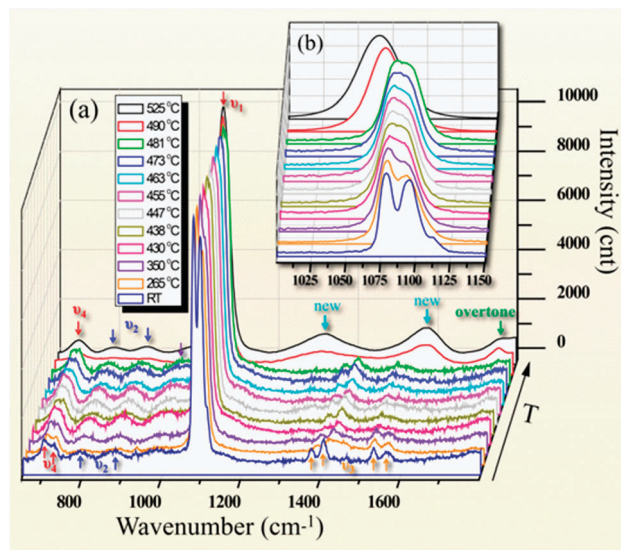 (a)
525 °C
490 °C
481 °C
473 °C
463 °C
455 °C
447 °C
438 °C
430 °C
350 °C
265 °C
RT
υ1
(b)
1025 1050 1075 1100 1125 1150
10000
8000
6000
4000
2000
0
Intensity (cnt)
υ4
υ2
new
new
overtone
T
υ4
υ2
υ3
800 1000 1200 1400 1600
Wavenumber (cm-1)